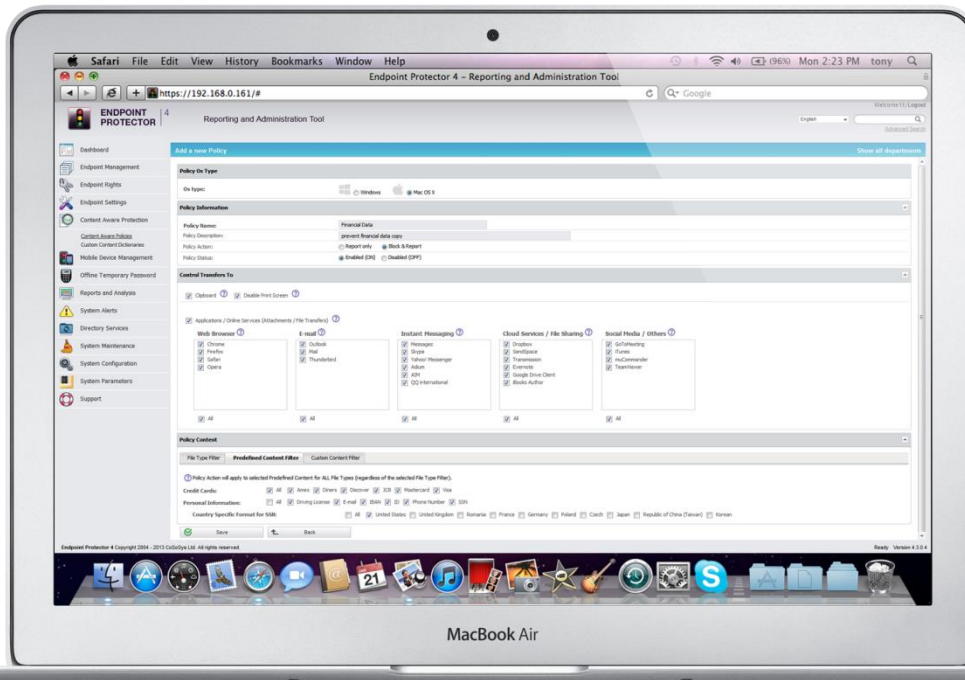 Safari File Edit View History Bookmarks Window Help (96%) Mon 2:23 PM tony
Endpoint Protector 4 – Reporting and Administration Tool
https://192.168.0.161/# Google
Welcome Logout
ENDPOINT PROTECTOR 4 Reporting and Administration Tool English
Advanced Search
Dashboard
Endpoint Management
Endpoint Rights
Endpoint Settings
Content Aware Protection
Content Aware Policies
Custom Content Dictionaries
Mobile Device Management
Offline Temporary Password
Reports and Analysis
System Alerts
Directory Services
System Maintenance
System Configuration
System Parameters
Support
Add a new Policy Show all departments
Policy Os Type
Os type: Windows Mac OS X
Policy Information
Policy Name: Financial Data
Policy Description: prevent financial data copy
Policy Action: Report only Block & Report
Policy Status: Enabled (ON) Disabled (OFF)
Control Transfers To
Clipboard Disable Print Screen
Applications / Online Services (Attachments / File Transfers)
Web Browser
Chrome
Firefox
Safari
Opera
All
E-mail
Outlook
Mail
Thunderbird
All
Instant Messaging
Messages
Skype
Yahoo! Messenger
Adium
AIM
QQ International
All
Cloud Services / File Sharing
Dropbox
SendSpace
Transmission
Evernote
Google Drive Client
iBooks Author
All
Social Media / Others
GoToMeeting
iTunes
muCommander
TeamViewer
All
Policy Content
File Type Filter Predefined Content Filter Custom Content Filter
Policy Action will apply to selected Predefined Content for ALL File Types (regardless of the selected File Type Filter).
Credit Cards: All Amex Diners Discover JCB Mastercard Visa
Personal Information: All Driving License E-mail IBAN ID Phone Number SSN
Country Specific Format for SSN: All United States United Kingdom Romania France Germany Poland Czech Japan Republic of China (Taiwan) Korean
Save Back
Endpoint Protector 4 Copyright 2004 - 2013 CoSoSys Ltd. All rights reserved. Ready Version 4.3.0.4
21
MacBook Air